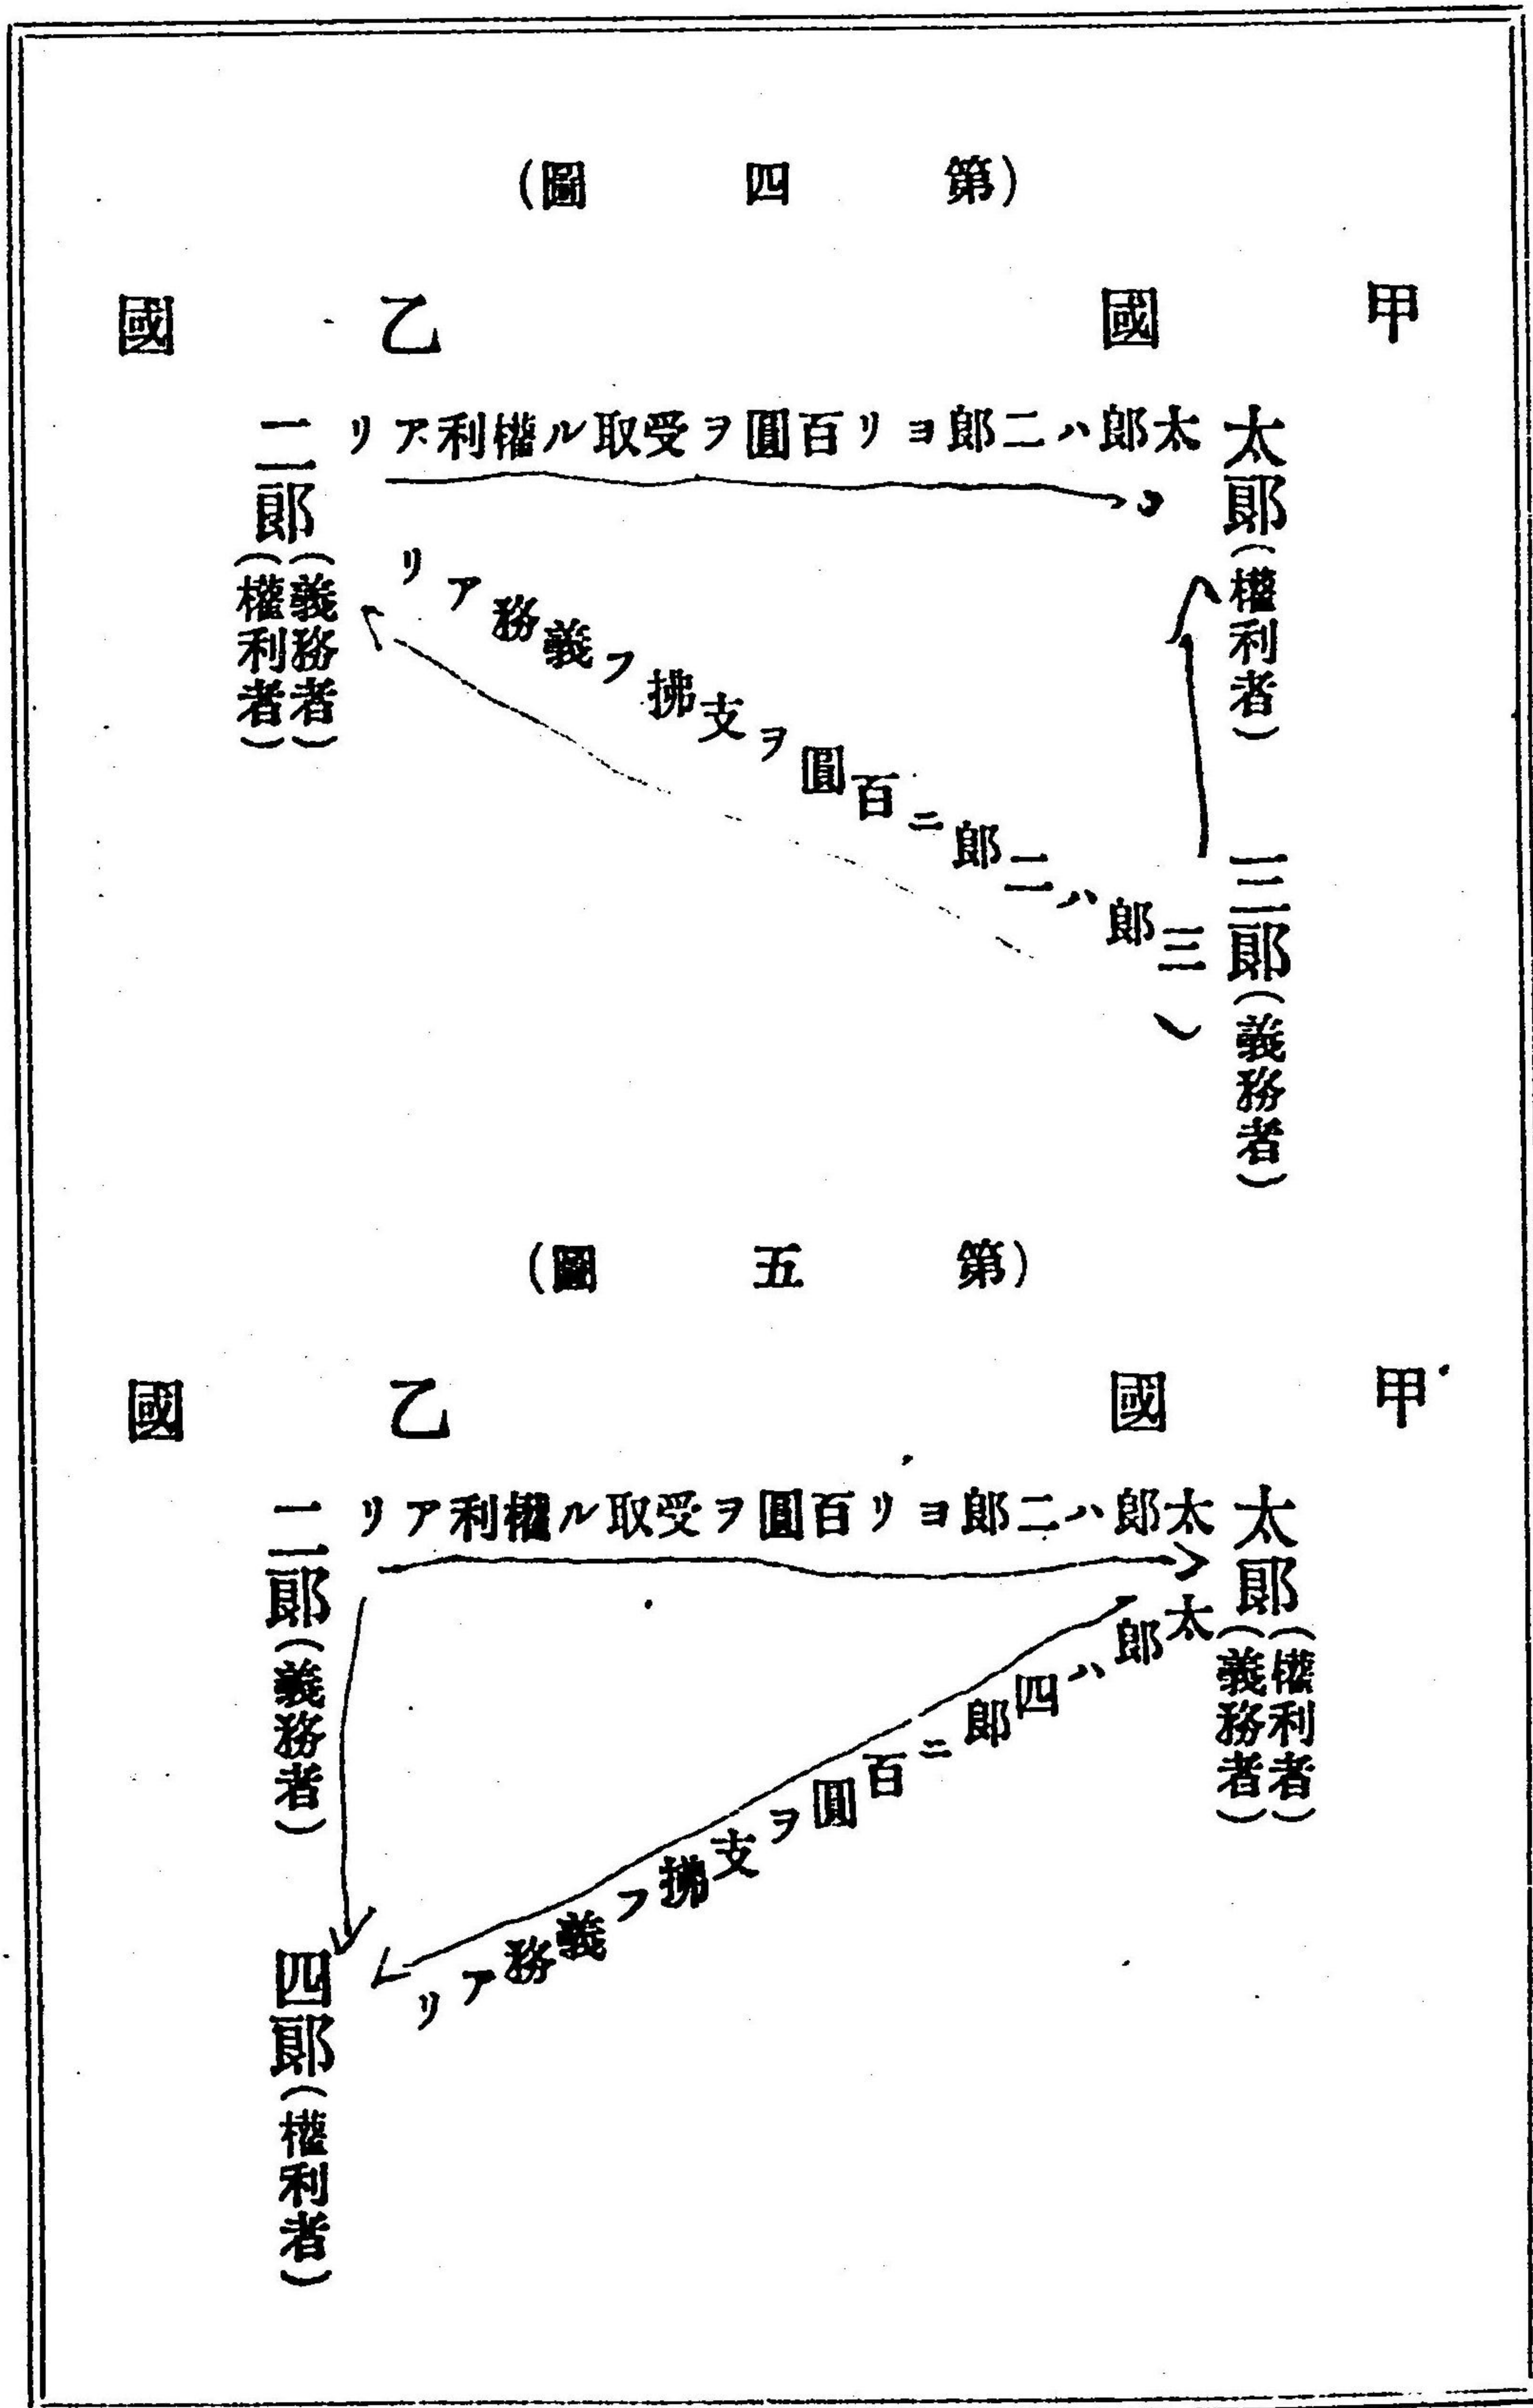 (第四圖)
甲國
乙國
太郎(權利者)
太郎ハ二郎ヨリ百圓ヲ受取ル權利アリ
二郎(義務者)
(權利者)
三郎(義務者)
三郎ハ二郎ニ百圓ヲ支拂フ義務アリ
(第五圖)
甲國
乙國
太郎(權利者)
(義務者)
太郎ハ二郎ヨリ百圓ヲ受取ル權利アリ
二郎(義務者)
太郎ハ四郎ニ百圓ヲ支拂フ義務アリ
四郎(權利者)